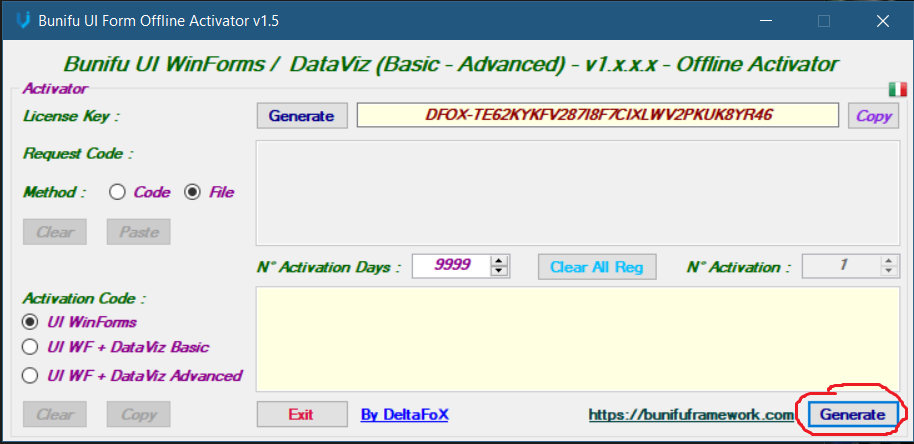 Bunifu UI Form Offline Activator v1.5
Bunifu UI WinForms / DataViz (Basic - Advanced) - v1.x.x.x - Offline Activator
Activator
License Key : Generate DFOX-TE62KYKFV287I8F7CIXLWV2PKUK8YR46 Copy
Request Code :
Method : Code File
Clear Paste
N° Activation Days : 9999 Clear All Reg N° Activation : 1
Activation Code :
UI WinForms
UI WF + DataViz Basic
UI WF + DataViz Advanced
Clear Copy Exit By DeltaFoX https://bunifuframework.com Generate